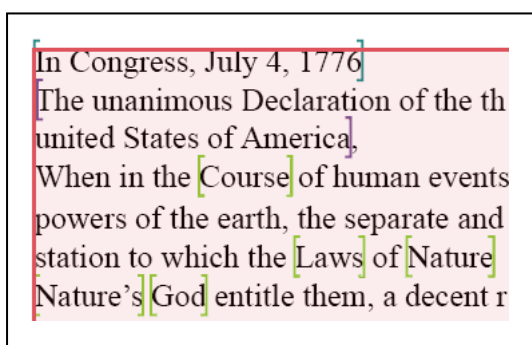 In Congress, July 4, 1776
The unanimous Declaration of the th
united States of America,
When in the [Course] of human events
powers of the earth, the separate and
station to which the [Laws] of [Nature]
[Nature’s][God] entitle them, a decent r